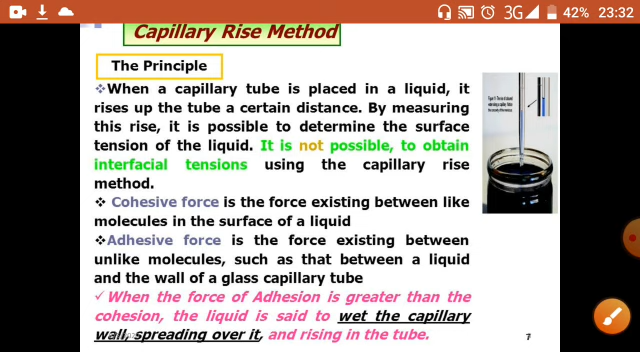 3G 42% 23:32
Capillary Rise Method
The Principle
❖When a capillary tube is placed in a liquid, it
rises up the tube a certain distance. By measuring
this rise, it is possible to determine the surface
tension of the liquid. It is not possible, to obtain
interfacial tensions using the capillary rise
method.
❖ Cohesive force is the force existing between like
molecules in the surface of a liquid
❖Adhesive force is the force existing between
unlike molecules, such as that between a liquid
and the wall of a glass capillary tube
✓ When the force of Adhesion is greater than the
cohesion, the liquid is said to wet the capillary
wall, spreading over it, and rising in the tube.
7